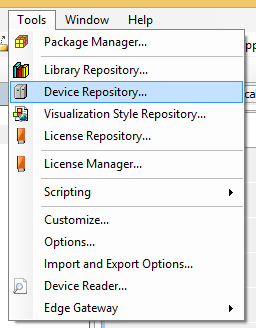 Tools Window Help
Package Manager...
Library Repository...
Device Repository...
Visualization Style Repository...
License Repository...
License Manager...
Scripting
Customize...
Options...
Import and Export Options...
Device Reader...
Edge Gateway